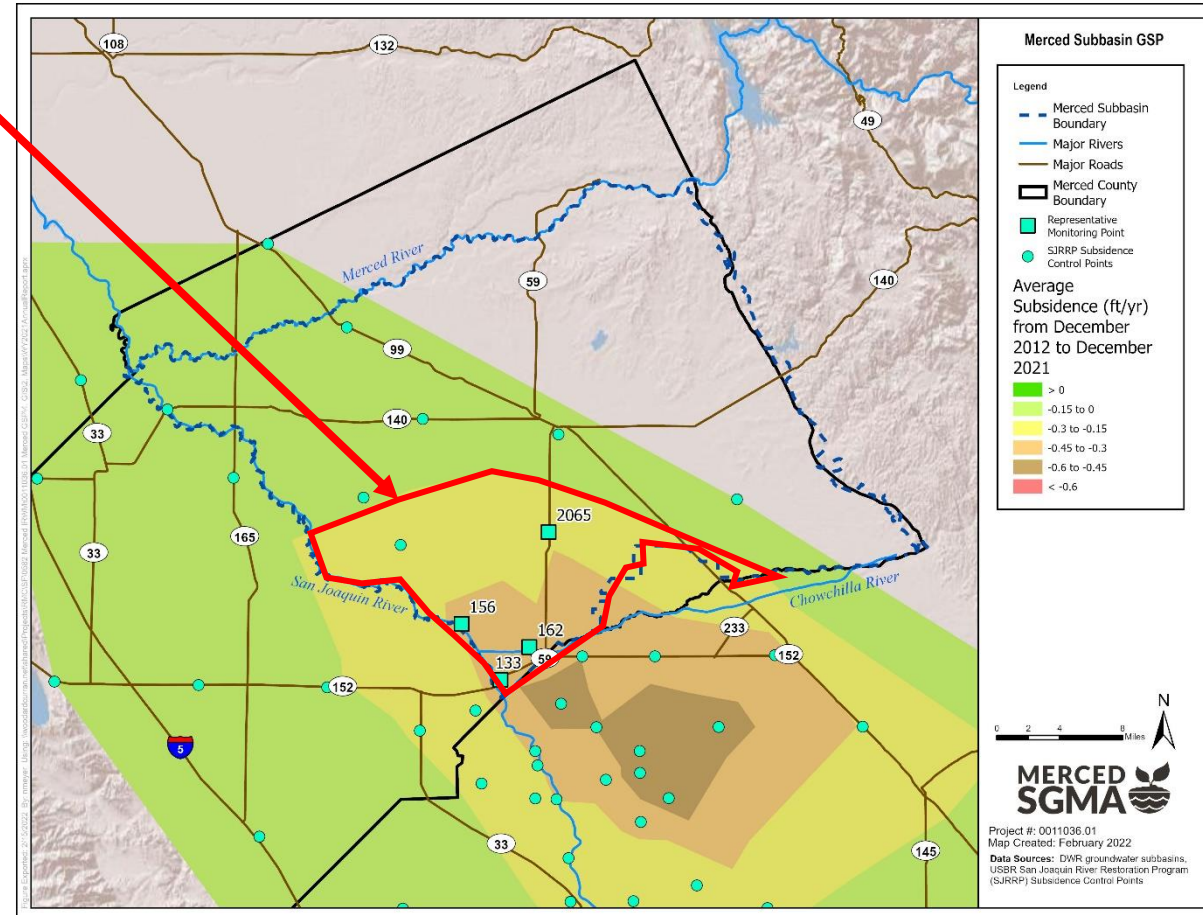 108
132
49
Merced River
59
140
99
33
140
165
2065
33
San Joaquin River
156
Chowchilla River
162
233
133
59
152
152
152
5
33
145
Merced Subbasin GSP
Legend
Merced Subbasin
Boundary
Major Rivers
Major Roads
Merced County
Boundary
Representative
Monitoring Point
SJRRP Subsidence
Control Points
Average
Subsidence (ft/yr)
from December
2012 to December
2021
> 0
-0.15 to 0
-0.3 to -0.15
-0.45 to -0.3
-0.6 to -0.45
< -0.6
N
0 2 4 8
Miles
MERCED
SGMA
Project #: 0011036.01
Map Created: February 2022
Data Sources: DWR groundwater subbasins,
USBR San Joaquin River Restoration Program
(SJRRP) Subsidence Control Points